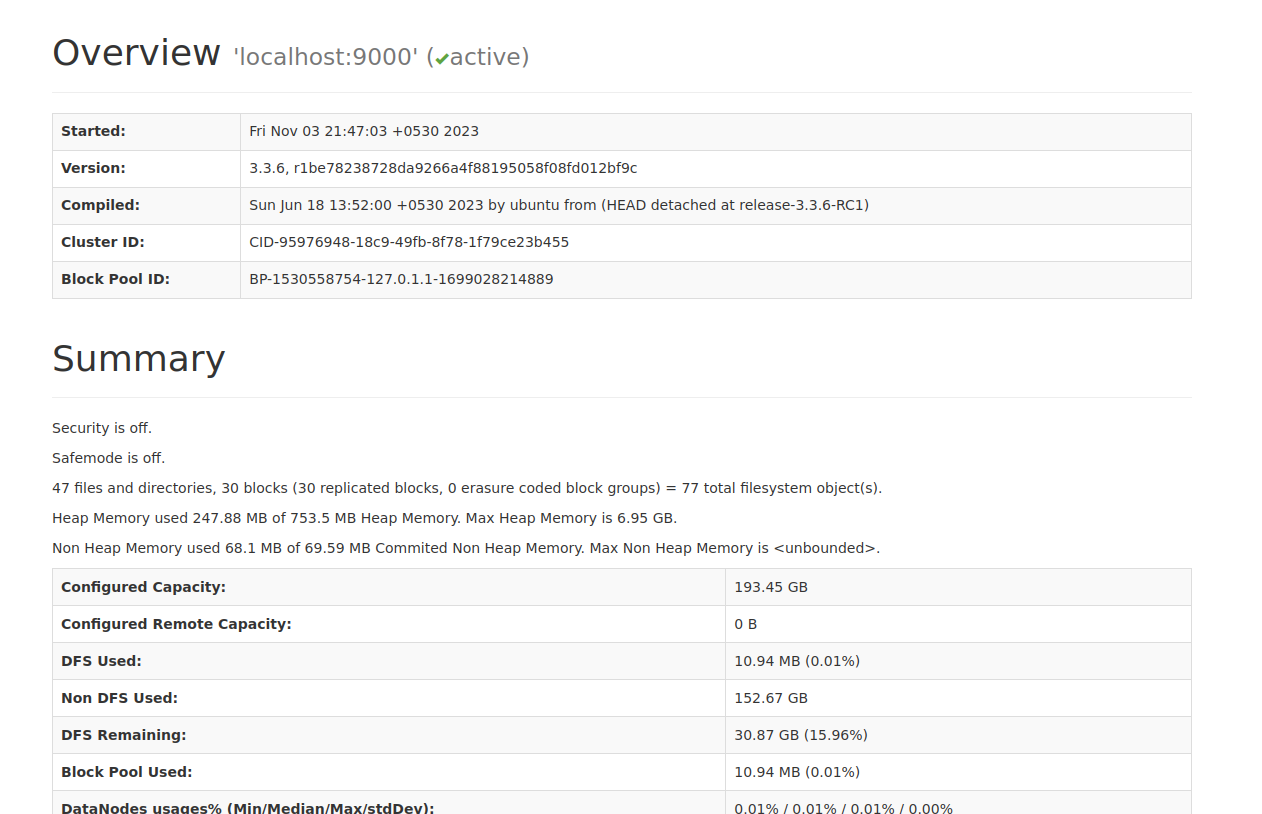 Overview 'localhost:9000' (✔active)
Started: Fri Nov 03 21:47:03 +0530 2023
Version: 3.3.6, r1be78238728da9266a4f88195058f08fd012bf9c
Compiled: Sun Jun 18 13:52:00 +0530 2023 by ubuntu from (HEAD detached at release-3.3.6-RC1)
Cluster ID: CID-95976948-18c9-49fb-8f78-1f79ce23b455
Block Pool ID: BP-1530558754-127.0.1.1-1699028214889
Summary
Security is off.
Safemode is off.
47 files and directories, 30 blocks (30 replicated blocks, 0 erasure coded block groups) = 77 total filesystem object(s).
Heap Memory used 247.88 MB of 753.5 MB Heap Memory. Max Heap Memory is 6.95 GB.
Non Heap Memory used 68.1 MB of 69.59 MB Commited Non Heap Memory. Max Non Heap Memory is <unbounded>.
Configured Capacity: 193.45 GB
Configured Remote Capacity: 0 B
DFS Used: 10.94 MB (0.01%)
Non DFS Used: 152.67 GB
DFS Remaining: 30.87 GB (15.96%)
Block Pool Used: 10.94 MB (0.01%)
DataNodes usages% (Min/Median/Max/stdDev): 0.01% / 0.01% / 0.01% / 0.00%